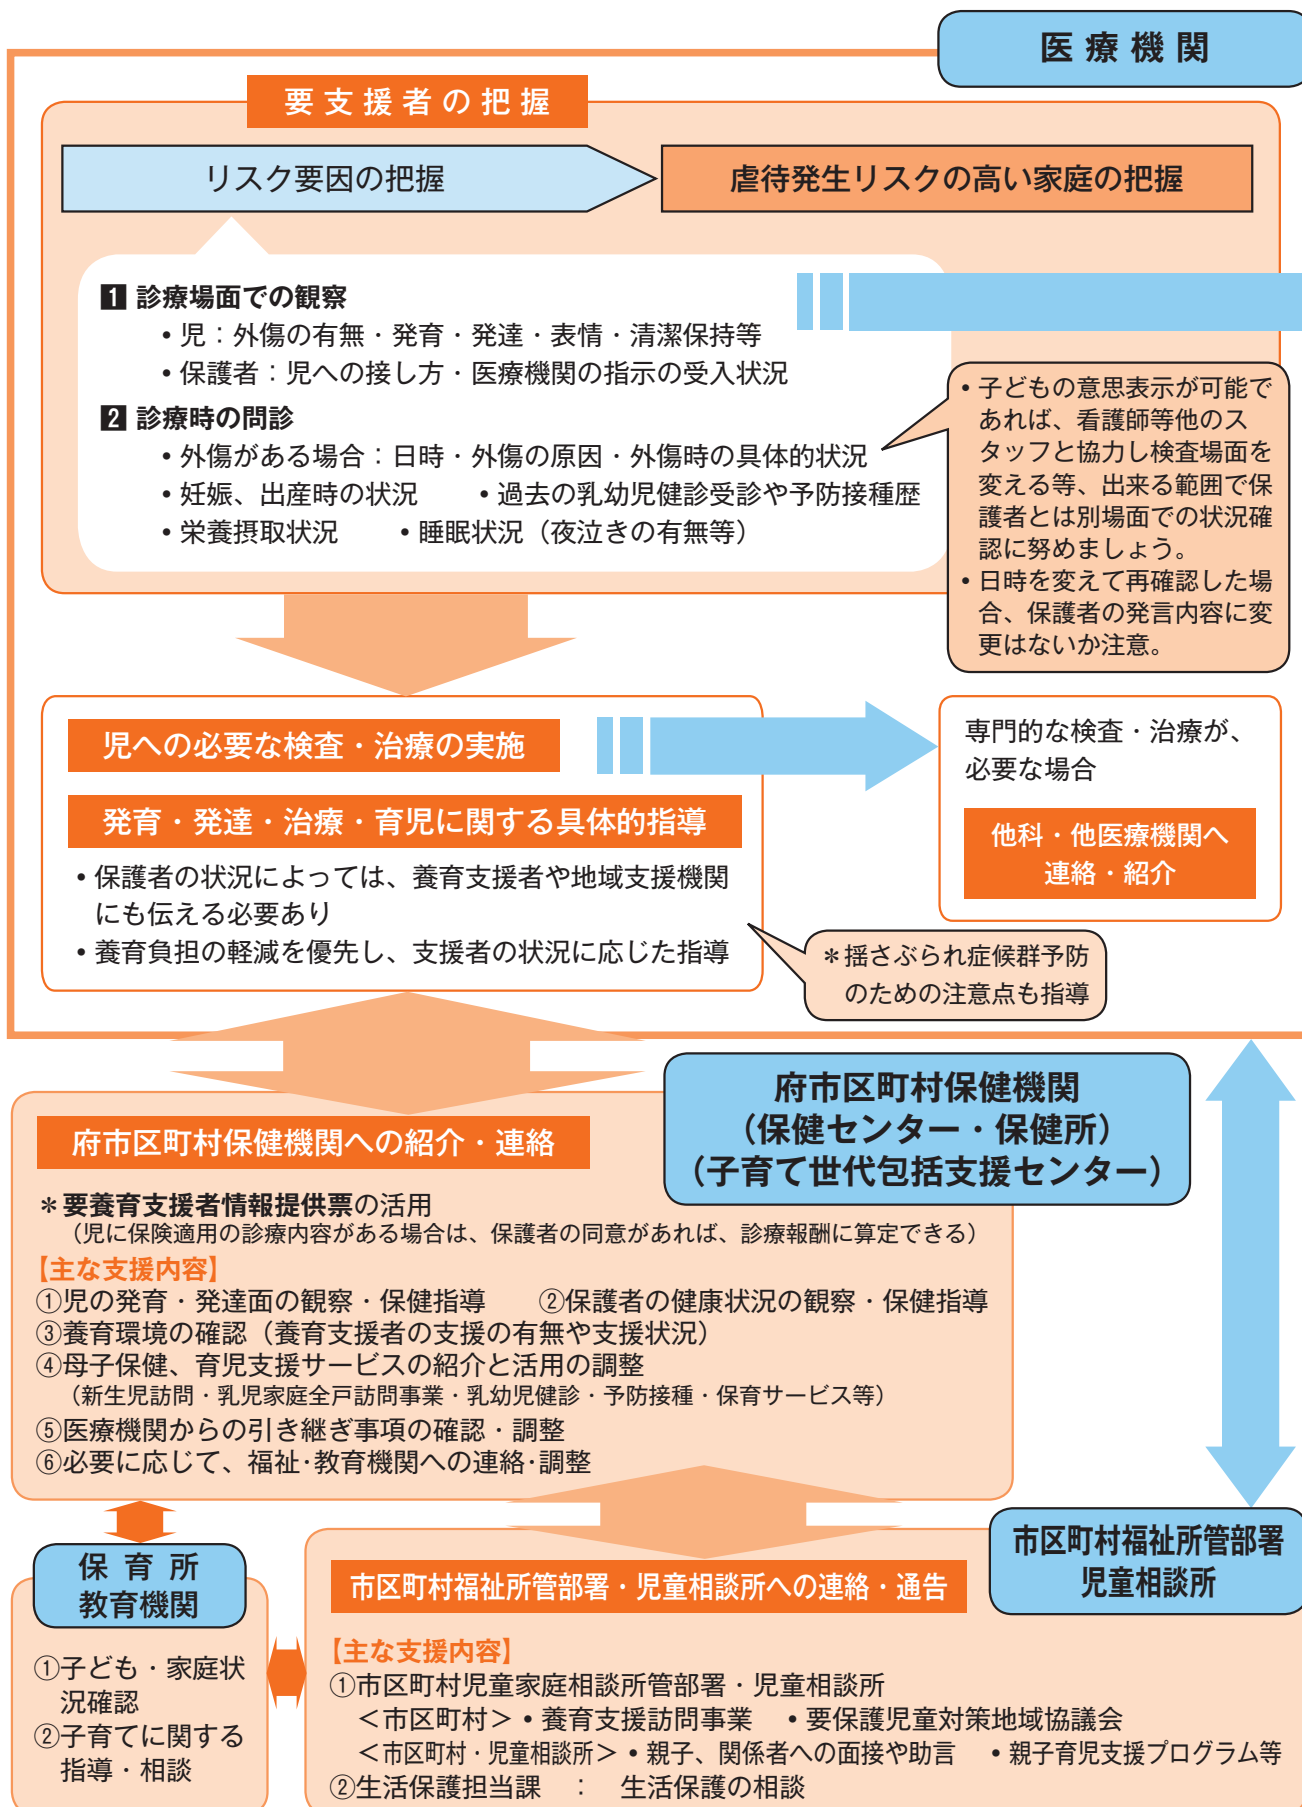 医療機関
要支援者の把握
リスク要因の把握
虐待発生リスクの高い家庭の把握
1 診療場面での観察
•児：外傷の有無・発育・発達・表情・清潔保持等
•保護者：児への接し方・医療機関の指示の受入状況
2 診療時の問診
•外傷がある場合：日時・外傷の原因・外傷時の具体的状況
•妊娠、出産時の状況 •過去の乳幼児健診受診や予防接種歴
•栄養摂取状況 •睡眠状況（夜泣きの有無等）
•子どもの意思表示が可能で
あれば、看護師等他のス
タッフと協力し検査場面を
変える等、出来る範囲で保
護者とは別場面での状況確
認に努めましょう。
•日時を変えて再確認した場
合、保護者の発言内容に変
更はないか注意。
児への必要な検査・治療の実施
発育・発達・治療・育児に関する具体的指導
•保護者の状況によっては、養育支援者や地域支援機関
にも伝える必要あり
•養育負担の軽減を優先し、支援者の状況に応じた指導
専門的な検査・治療が、
必要な場合
他科・他医療機関へ
連絡・紹介
＊揺さぶられ症候群予防
のための注意点も指導
府市区町村保健機関
（保健センター・保健所）
（子育て世代包括支援センター）
府市区町村保健機関への紹介・連絡
＊要養育支援者情報提供票の活用
（児に保険適用の診療内容がある場合は、保護者の同意があれば、診療報酬に算定できる）
【主な支援内容】
①児の発育・発達面の観察・保健指導 ②保護者の健康状況の観察・保健指導
③養育環境の確認（養育支援者の支援の有無や支援状況）
④母子保健、育児支援サービスの紹介と活用の調整
（新生児訪問・乳児家庭全戸訪問事業・乳幼児健診・予防接種・保育サービス等）
⑤医療機関からの引き継ぎ事項の確認・調整
⑥必要に応じて、福祉・教育機関への連絡・調整
保育所
教育機関
①子ども・家庭状
況確認
②子育てに関する
指導・相談
市区町村福祉所管部署
児童相談所
市区町村福祉所管部署・児童相談所への連絡・通告
【主な支援内容】
①市区町村児童家庭相談所管部署・児童相談所
＜市区町村＞•養育支援訪問事業 •要保護児童対策地域協議会
＜市区町村・児童相談所＞•親子、関係者への面接や助言 •親子育児支援プログラム等
②生活保護担当課 ： 生活保護の相談